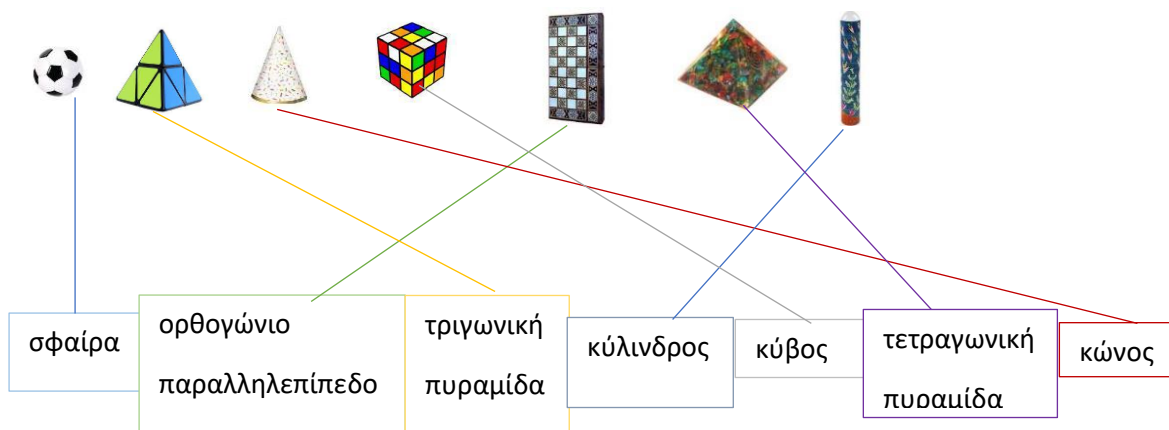 σφαίρα
ορθογώνιο
παραλληλεπίπεδο
τριγωνική
πυραμίδα
κύλινδρος
κύβος
τετραγωνική
πυραμίδα
κώνος